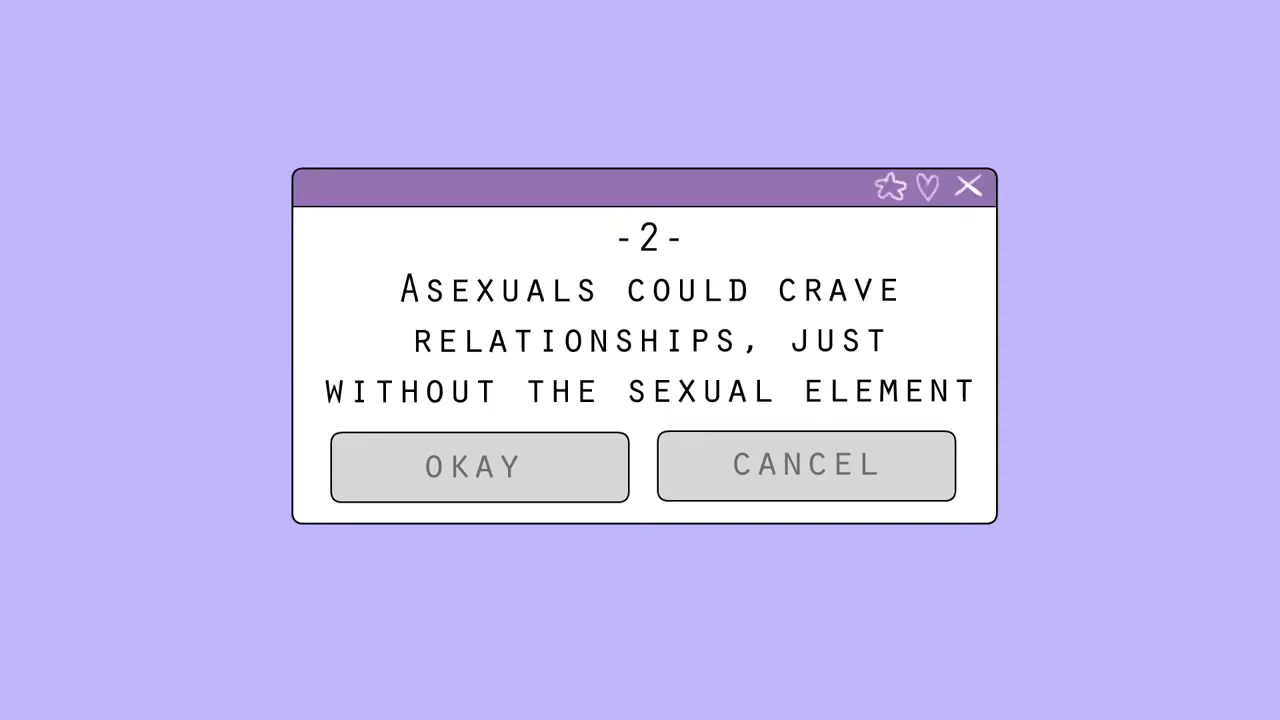 -2-
Asexuals could crave
relationships, just
without the sexual element
OKAY
CANCEL